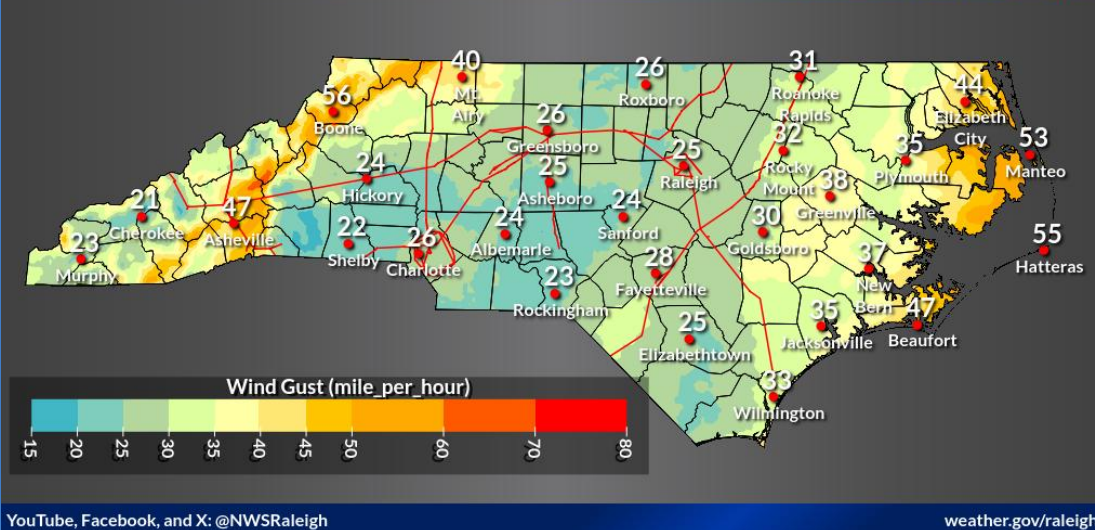 40
Mt
Airy
26
Roxboro
31
Roanoke
Rapids
44
Elizabeth
City
56
Boone
26
Greensboro
32
Rocky
Mount
35
Plymouth
53
Manteo
24
Hickory
25
Asheboro
25
Raleigh
38
Greenville
21
Cherokee
47
Asheville
24
Albemarle
24
Sanford
30
Goldsboro
55
Hatteras
23
Murphy
22
Shelby
26
Charlotte
28
Fayetteville
37
New
Bern
23
Rockingham
25
Elizabethtown
35
Jacksonville
47
Beaufort
33
Wilmington
Wind Gust (mile_per_hour)
15 20 25 30 35 40 45 50 60 70 80
YouTube, Facebook, and X: @NWSRaleigh
weather.gov/raleigh